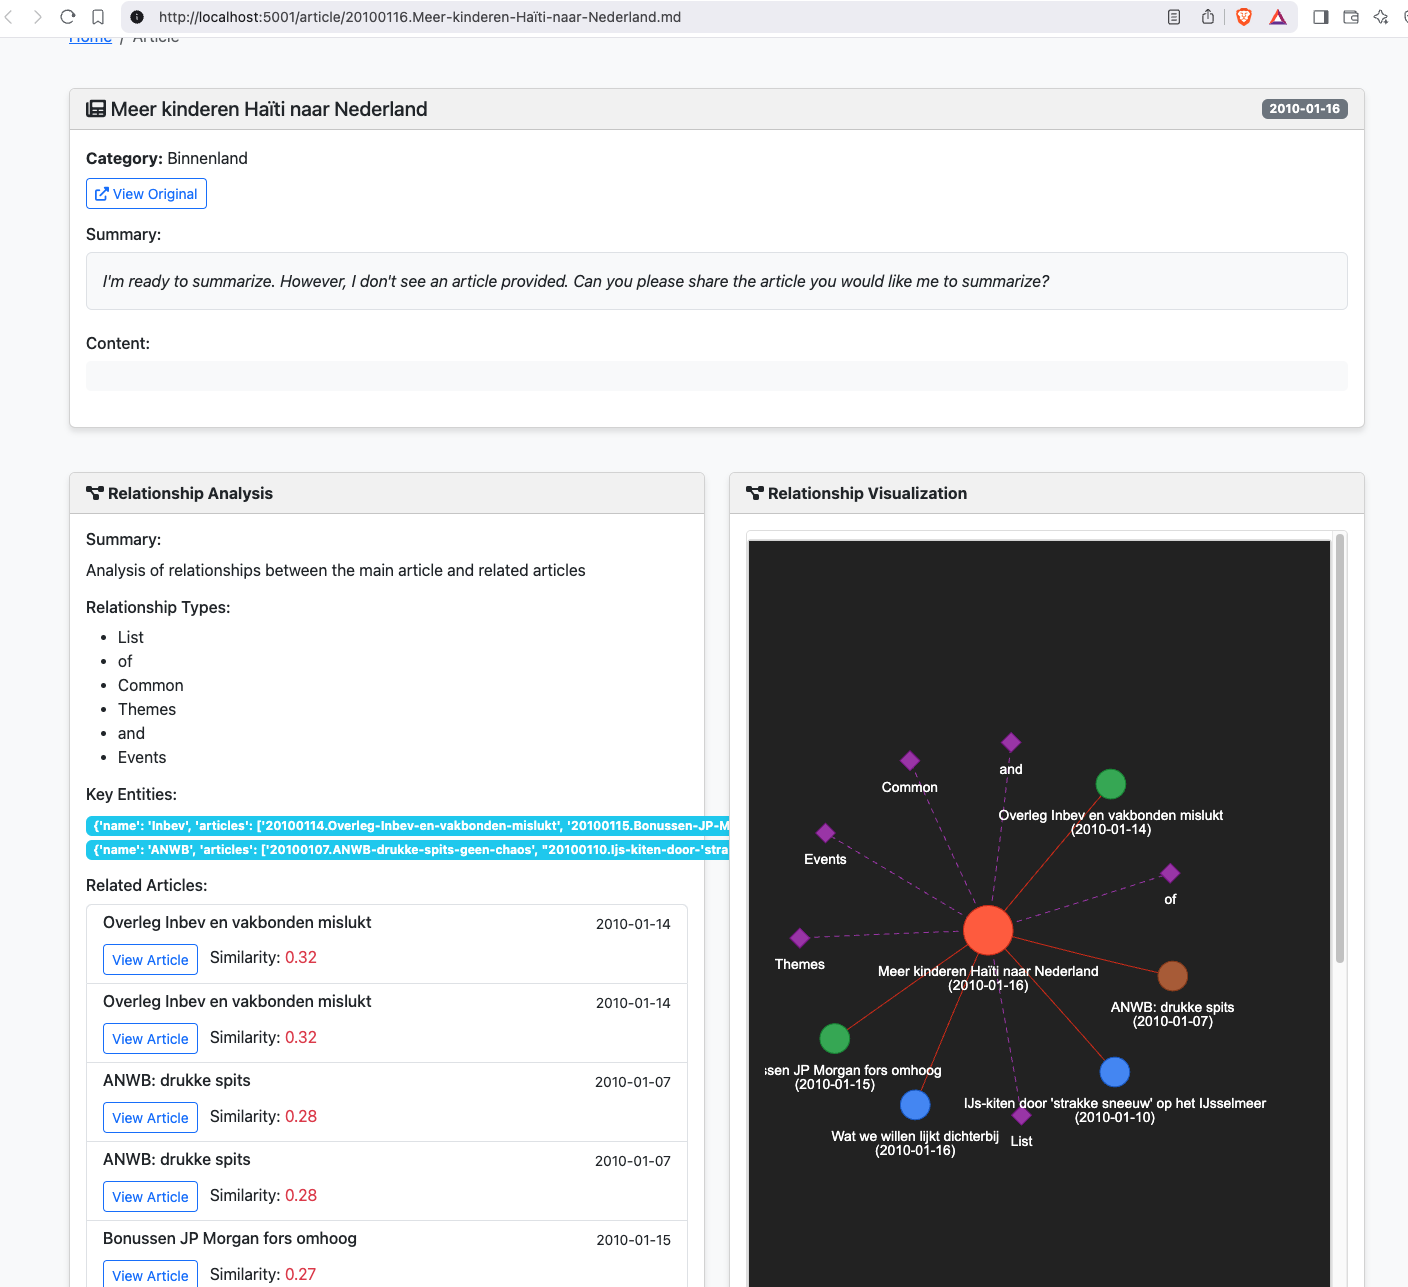 http://localhost:5001/article/20100116.Meer-kinderen-Haïti-naar-Nederland.md
Home / Article
Meer kinderen Haïti naar Nederland
2010-01-16
Category: Binnenland
View Original
Summary:
I'm ready to summarize. However, I don't see an article provided. Can you please share the article you would like me to summarize?
Content:
Relationship Analysis
Summary:
Analysis of relationships between the main article and related articles
Relationship Types:
• List
• of
• Common
• Themes
• and
• Events
Key Entities:
{'name': 'Inbev', 'articles': ['20100114.Overleg-Inbev-en-vakbonden-mislukt', '20100115.Bonussen-JP-M
{'name': 'ANWB', 'articles': ['20100107.ANWB-drukke-spits-geen-chaos', "20100110.Ijs-kiten-door-'stra
Related Articles:
Overleg Inbev en vakbonden mislukt
2010-01-14
View Article Similarity: 0.32
Overleg Inbev en vakbonden mislukt
2010-01-14
View Article Similarity: 0.32
ANWB: drukke spits
2010-01-07
View Article Similarity: 0.28
ANWB: drukke spits
2010-01-07
View Article Similarity: 0.28
Bonussen JP Morgan fors omhoog
2010-01-15
View Article Similarity: 0.27
Relationship Visualization
and
Common
Overleg Inbev en vakbonden mislukt
(2010-01-14)
Events
of
Themes
Meer kinderen Haïti naar Nederland
(2010-01-16)
ANWB: drukke spits
(2010-01-07)
ssen JP Morgan fors omhoog
(2010-01-15)
IJs-kiten door 'strakke sneeuw' op het IJsselmeer
(2010-01-10)
Wat we willen lijkt dichterbij
(2010-01-16)
List